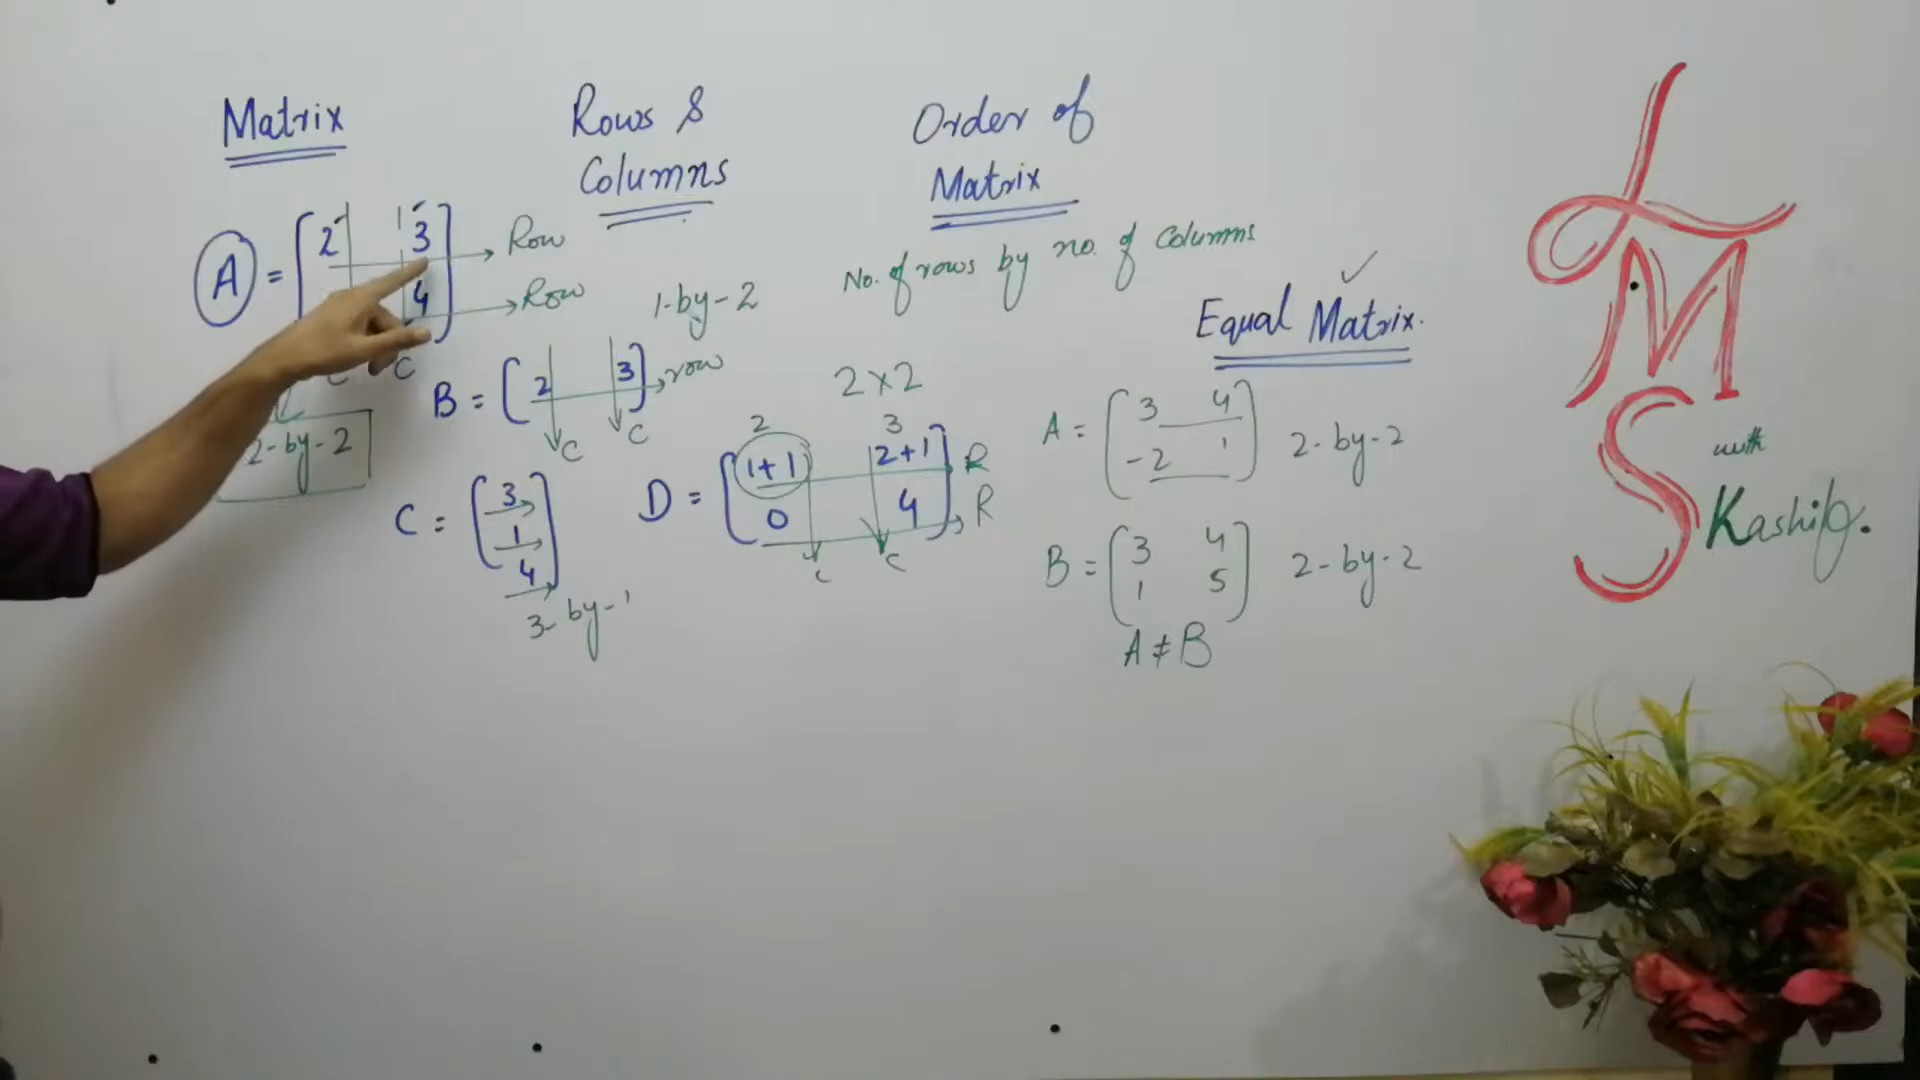 Matrix
Rows &
Columns
Order of
Matrix
A = [ 2 3
4 ]
Row
Row
C
2-by-2
No. of rows by no. of Columns
1-by-2
B = [ 2 3 ] row
C C
C = [ 3
1
4 ]
3-by-1
2x2
2 3
D = [ 1+1 2+1 ] R
0 4 R
C C
Equal Matrix.
A = [ 3 4
-2 1 ] 2-by-2
B = [ 3 4
1 5 ] 2-by-2
A ≠ B
LMS
with
Kashif.